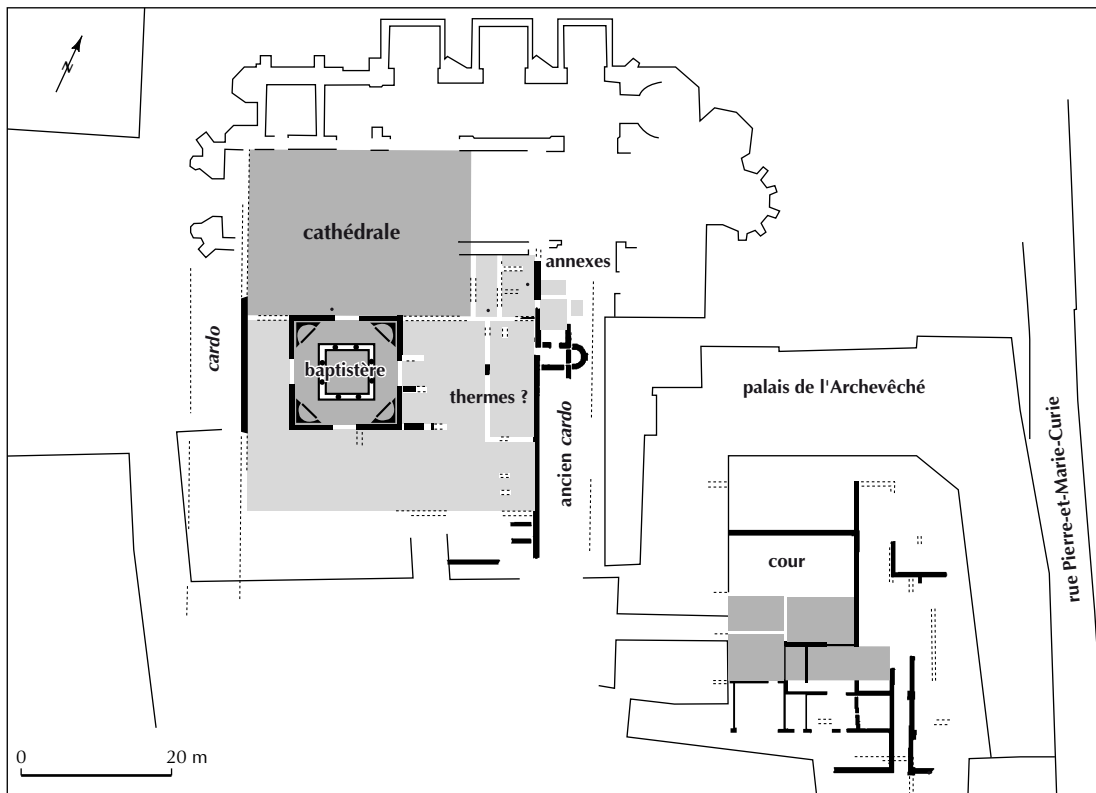 N
cathédrale
annexes
cardo
baptistère
thermes ?
palais de l'Archevêché
ancien cardo
rue Pierre-et-Marie-Curie
cour
0 20 m